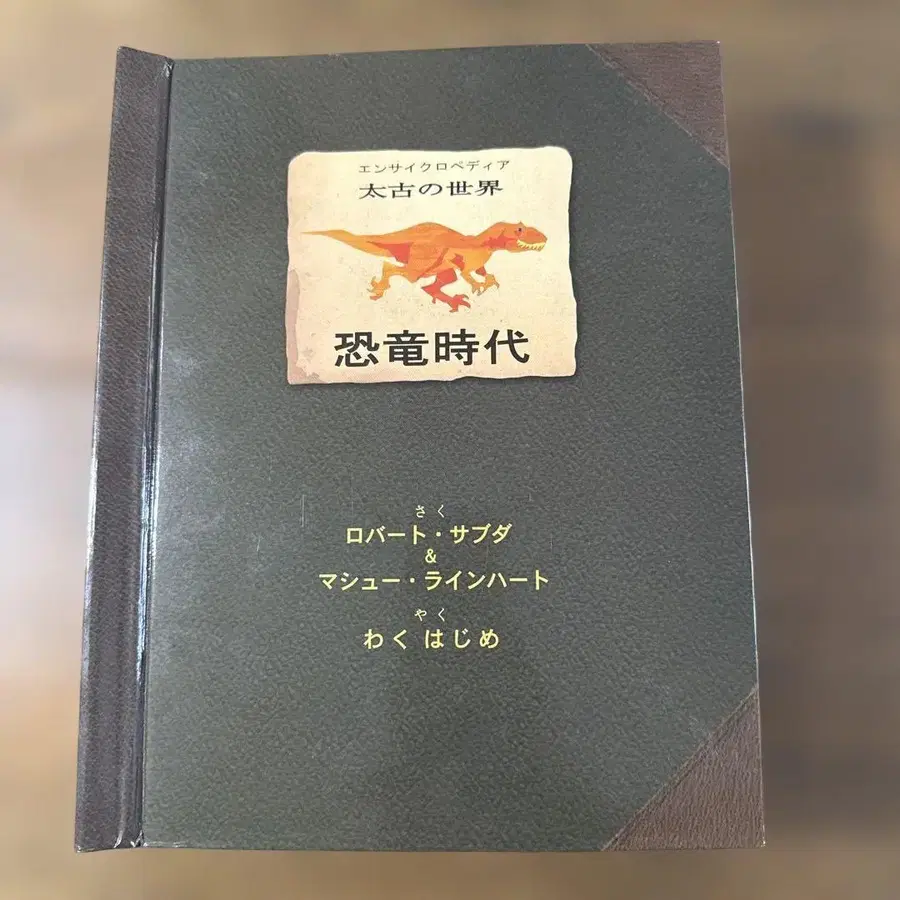 エンサイクロペディア
太古の世界
恐竜時代
さく
ロバート・サブダ
&
マシュー・ラインハート
やく
わく はじめ